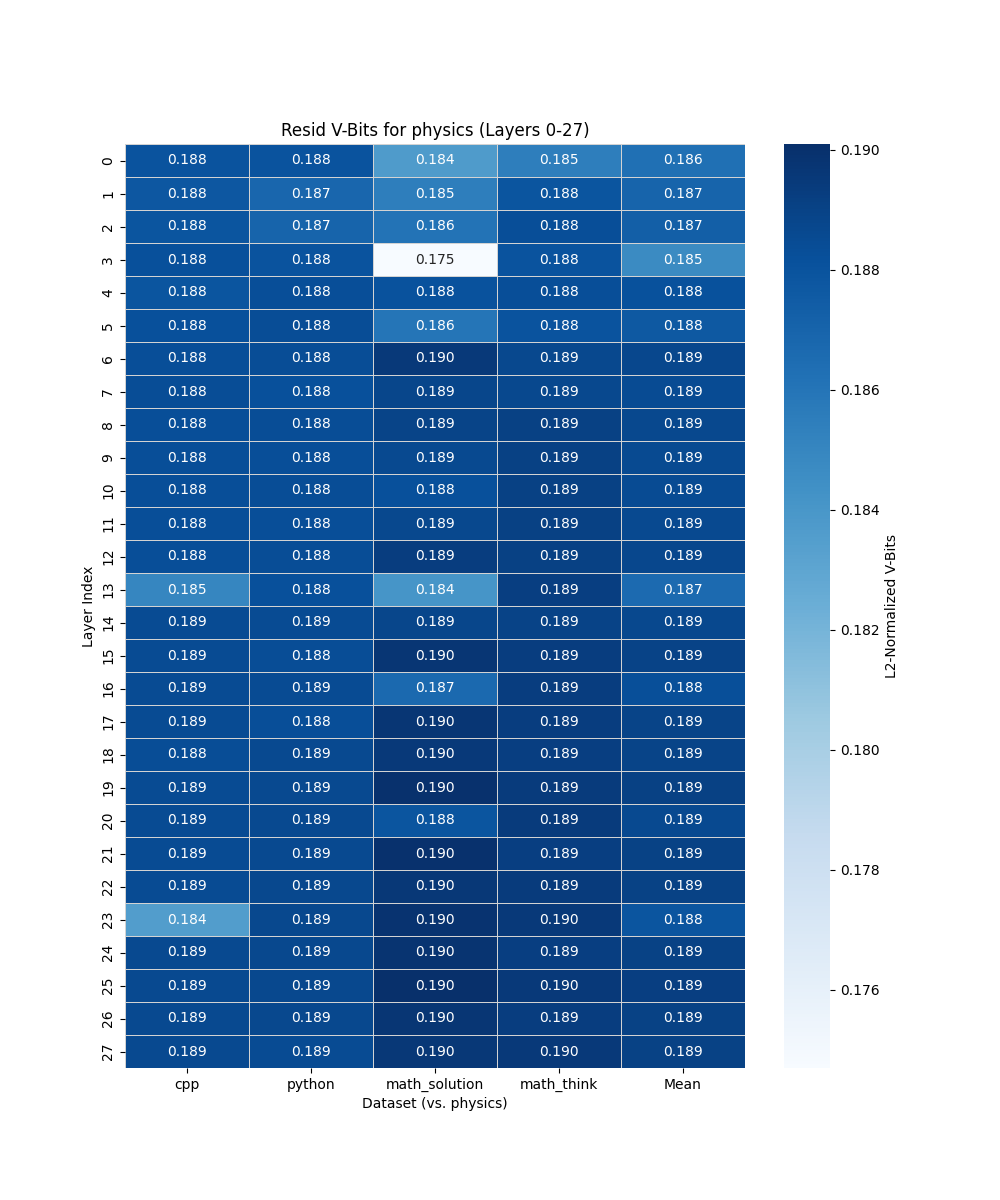 Resid V-Bits for physics (Layers 0-27)
0 0.188 0.188 0.184 0.185 0.186
1 0.188 0.187 0.185 0.188 0.187
2 0.188 0.187 0.186 0.188 0.187
3 0.188 0.188 0.175 0.188 0.185
4 0.188 0.188 0.188 0.188 0.188
5 0.188 0.188 0.186 0.188 0.188
6 0.188 0.188 0.190 0.189 0.189
7 0.188 0.188 0.189 0.189 0.189
8 0.188 0.188 0.189 0.189 0.189
9 0.188 0.188 0.189 0.189 0.189
10 0.188 0.188 0.188 0.189 0.189
11 0.188 0.188 0.189 0.189 0.189
12 0.188 0.188 0.189 0.189 0.189
13 0.185 0.188 0.184 0.189 0.187
14 0.189 0.189 0.189 0.189 0.189
15 0.189 0.188 0.190 0.189 0.189
16 0.189 0.189 0.187 0.189 0.188
17 0.189 0.188 0.190 0.189 0.189
18 0.188 0.189 0.190 0.189 0.189
19 0.189 0.189 0.190 0.189 0.189
20 0.189 0.189 0.188 0.189 0.189
21 0.189 0.189 0.190 0.189 0.189
22 0.189 0.189 0.190 0.189 0.189
23 0.184 0.189 0.190 0.190 0.188
24 0.189 0.189 0.190 0.189 0.189
25 0.189 0.189 0.190 0.190 0.189
26 0.189 0.189 0.190 0.189 0.189
27 0.189 0.189 0.190 0.190 0.189
cpp python math_solution math_think Mean
Dataset (vs. physics)
Layer Index
0.190
0.188
0.186
0.184
0.182
0.180
0.178
0.176
L2-Normalized V-Bits